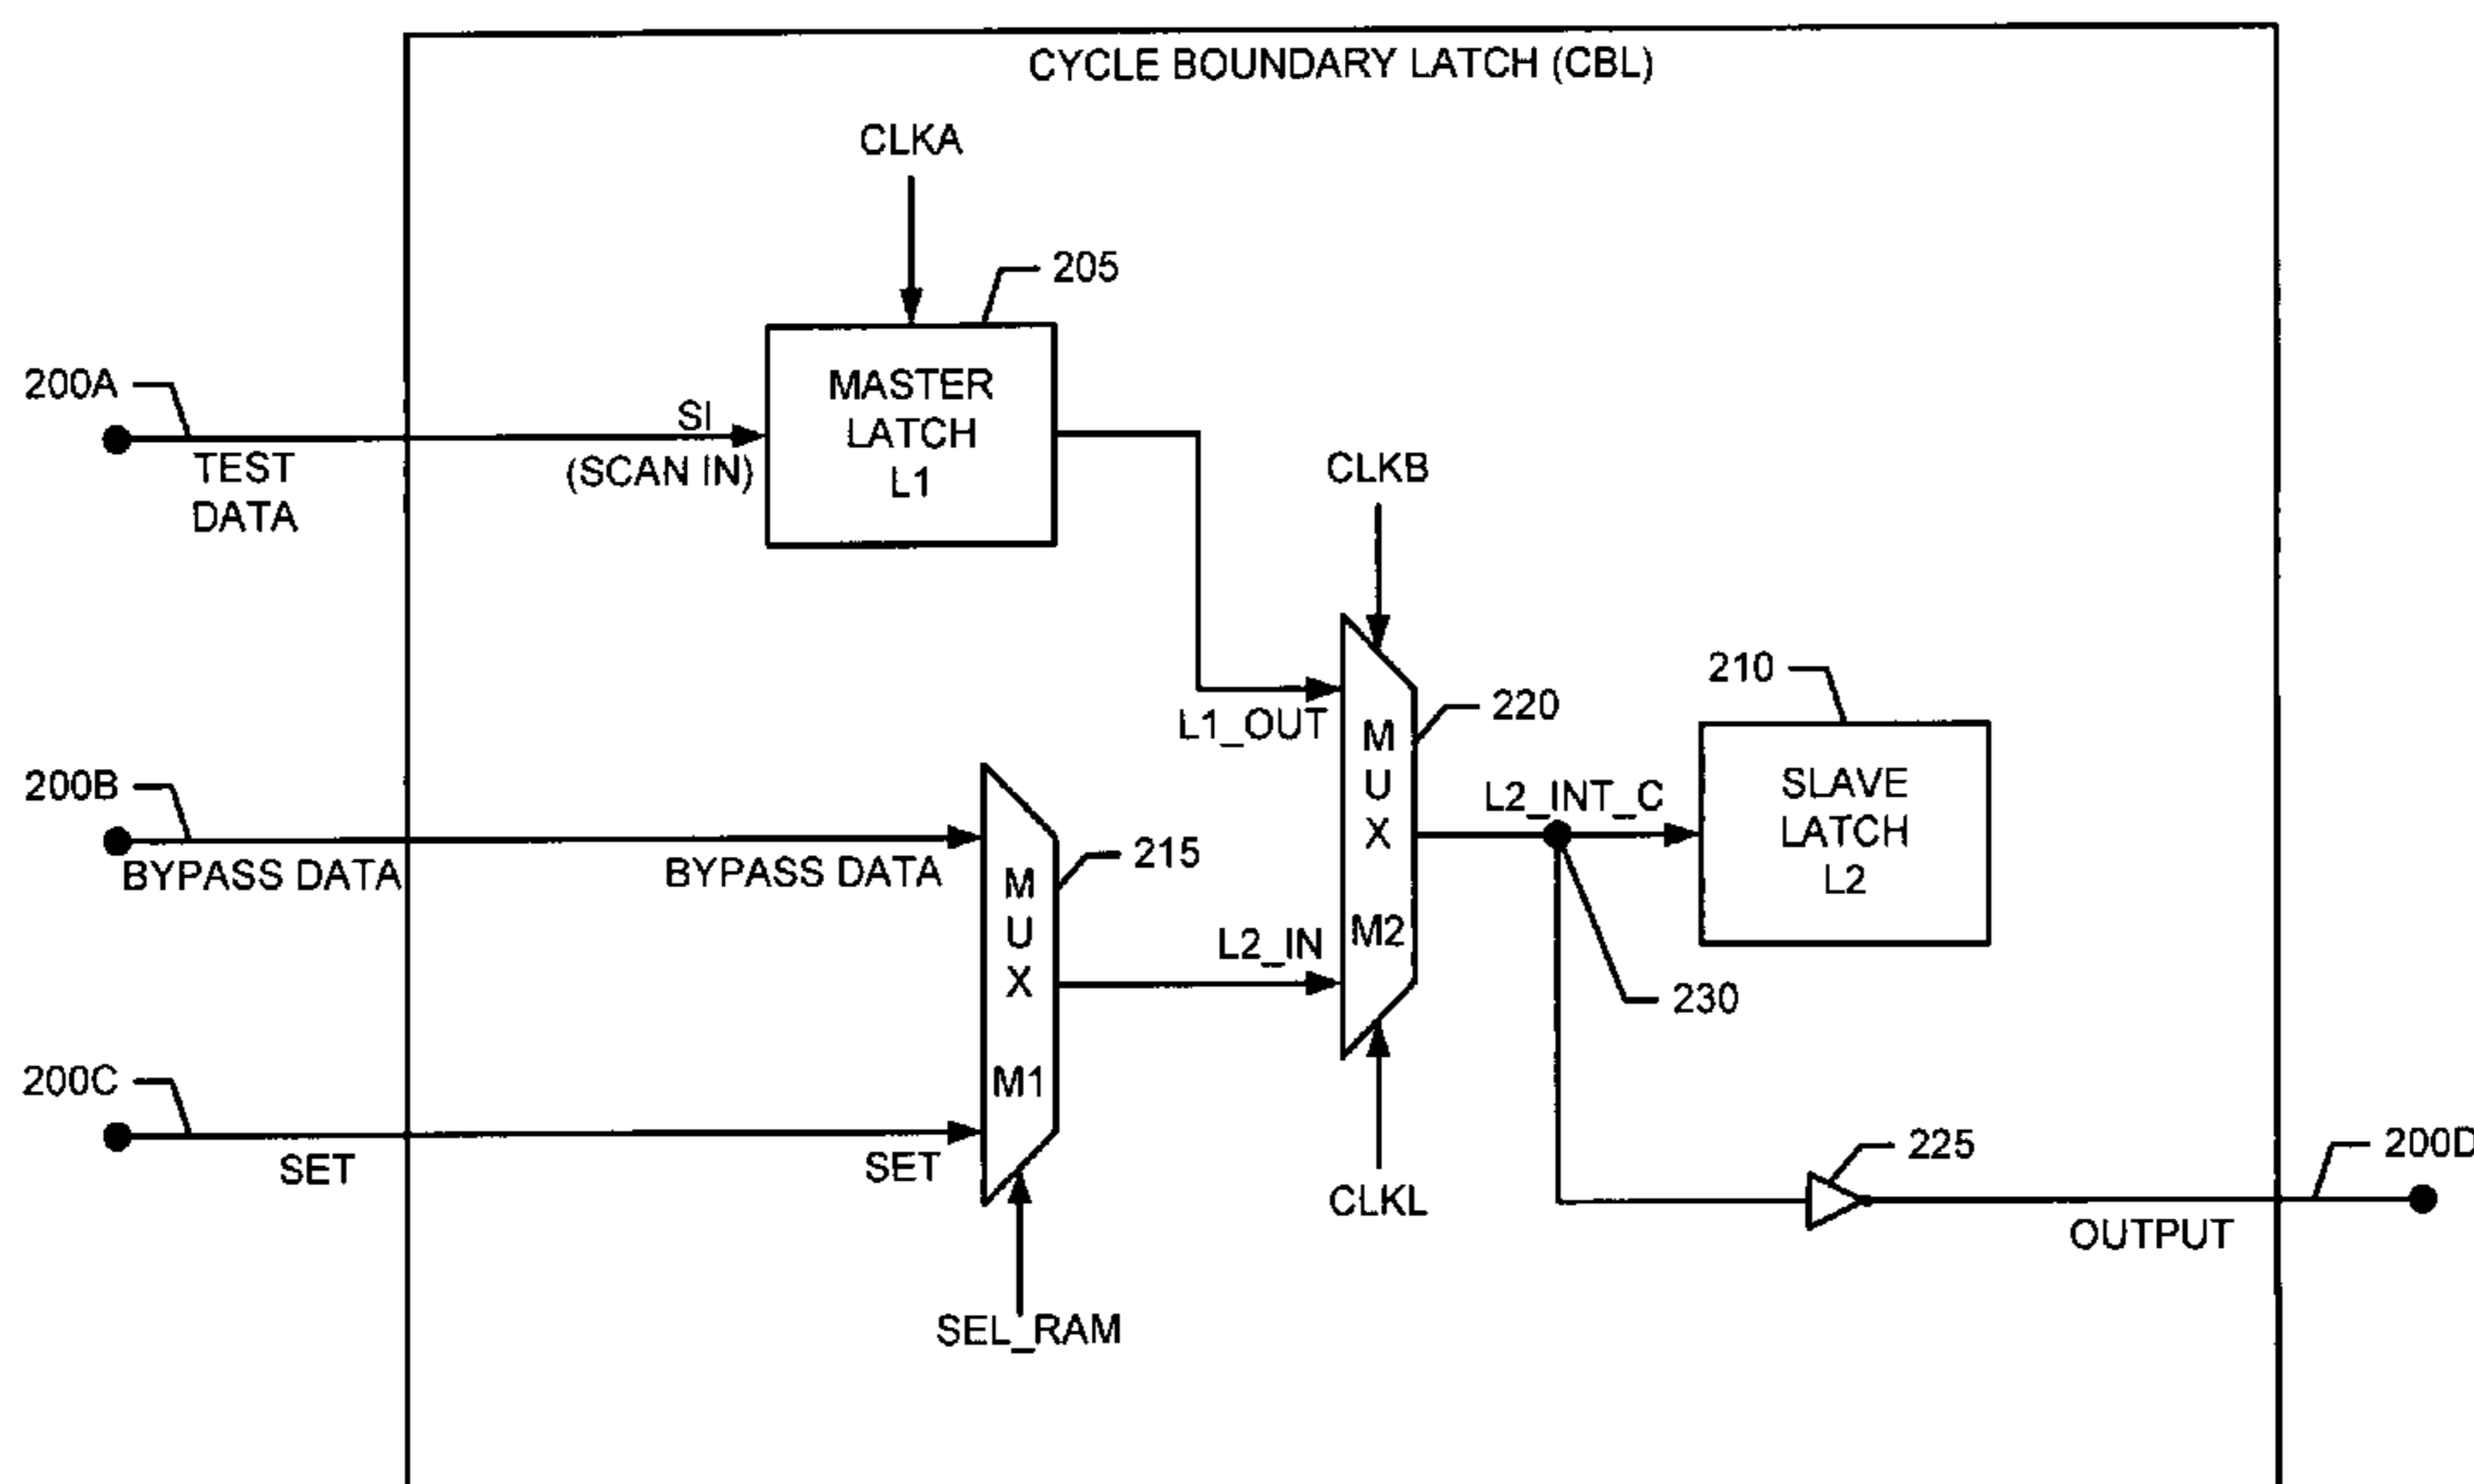 CYCLE BOUNDARY LATCH (CBL)
CLKA
205
200A
SI
MASTER
LATCH
L1
TEST
DATA
(SCAN IN)
CLKB
210
220
L1_OUT
M
U
X
M2
200B
L2_INT_C
SLAVE
LATCH
L2
BYPASS DATA
BYPASS DATA
215
M
U
X
M1
L2_IN
230
200C
SET
SET
CLKL
225
200D
OUTPUT
SEL_RAM